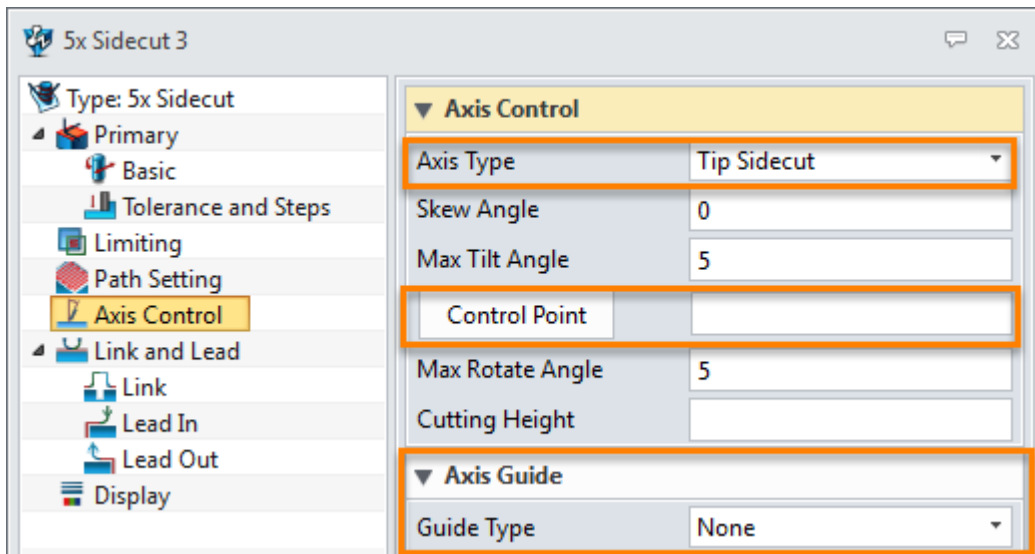 5x Sidecut 3
Type: 5x Sidecut
Primary
Basic
Tolerance and Steps
Limiting
Path Setting
Axis Control
Link and Lead
Link
Lead In
Lead Out
Display
Axis Control
Axis Type Tip Sidecut
Skew Angle 0
Max Tilt Angle 5
Control Point
Max Rotate Angle 5
Cutting Height
Axis Guide
Guide Type None